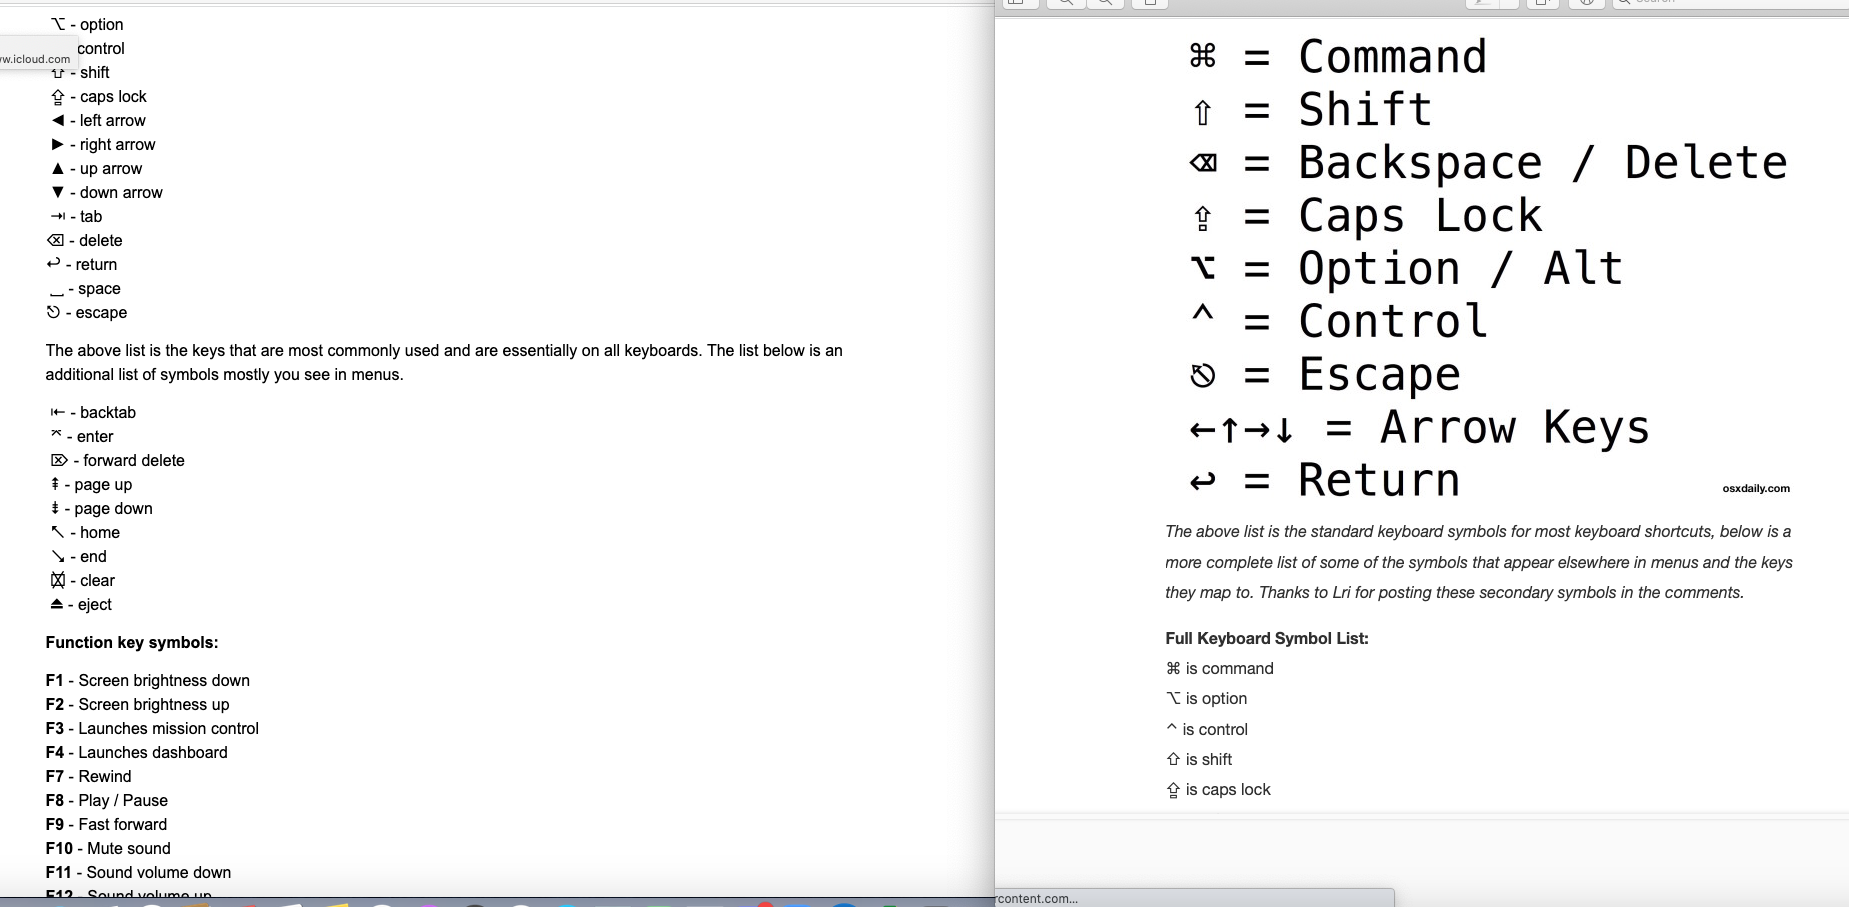 ⌥ - option
control
w.icloud.com
⇧ - shift
⇪ - caps lock
◀ - left arrow
▶ - right arrow
▲ - up arrow
▼ - down arrow
⇥ - tab
⌫ - delete
↩ - return
⎵ - space
⎋ - escape
The above list is the keys that are most commonly used and are essentially on all keyboards. The list below is an
additional list of symbols mostly you see in menus.
⇤ - backtab
⌤ - enter
⌦ - forward delete
⇞ - page up
⇟ - page down
↖ - home
↘ - end
⌧ - clear
⏏ - eject
Function key symbols:
F1 - Screen brightness down
F2 - Screen brightness up
F3 - Launches mission control
F4 - Launches dashboard
F7 - Rewind
F8 - Play / Pause
F9 - Fast forward
F10 - Mute sound
F11 - Sound volume down
F12 - Sound volume up
Search
⌘ = Command
⇧ = Shift
⌫ = Backspace / Delete
⇪ = Caps Lock
⌥ = Option / Alt
⌃ = Control
⎋ = Escape
←↑→↓ = Arrow Keys
↩ = Return
osxdaily.com
The above list is the standard keyboard symbols for most keyboard shortcuts, below is a
more complete list of some of the symbols that appear elsewhere in menus and the keys
they map to. Thanks to Lri for posting these secondary symbols in the comments.
Full Keyboard Symbol List:
⌘ is command
⌥ is option
⌃ is control
⇧ is shift
⇪ is caps lock
rcontent.com...